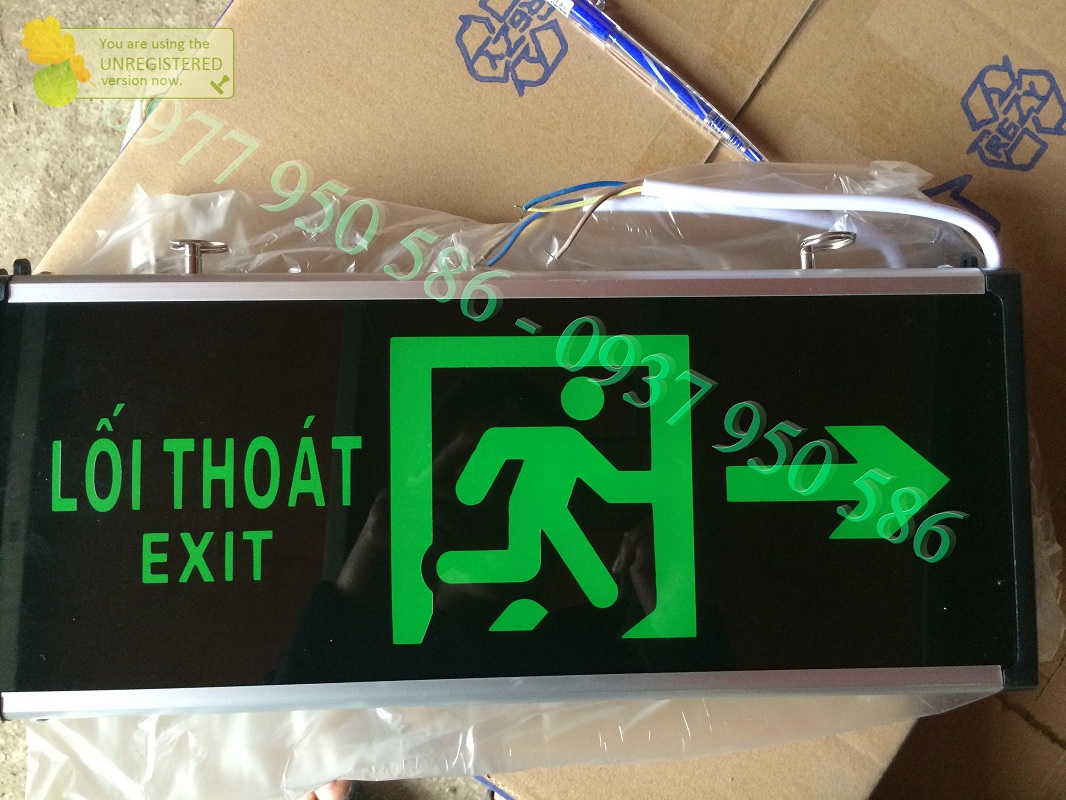 You are using the
UNREGISTERED
version now.
0977 950 586 - 0937 950 586
LỐI THOÁT
EXIT